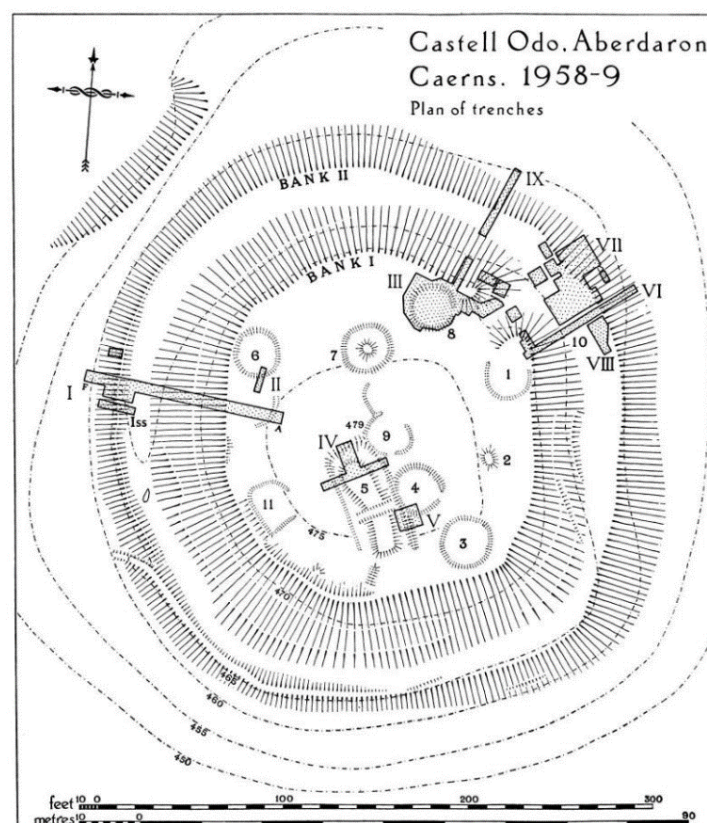 Castell Odo, Aberdaron
Caerns. 1958-9
Plan of trenches
BANK II
IX
BANK I
VII
III
VI
8
10
6
7
VIII
I
II
1
F
Iss
A
479
IV
9
2
5
4
11
V
475
3
470
465
460
455
450
feet 10 0 100 200 300
metres 10 0 90